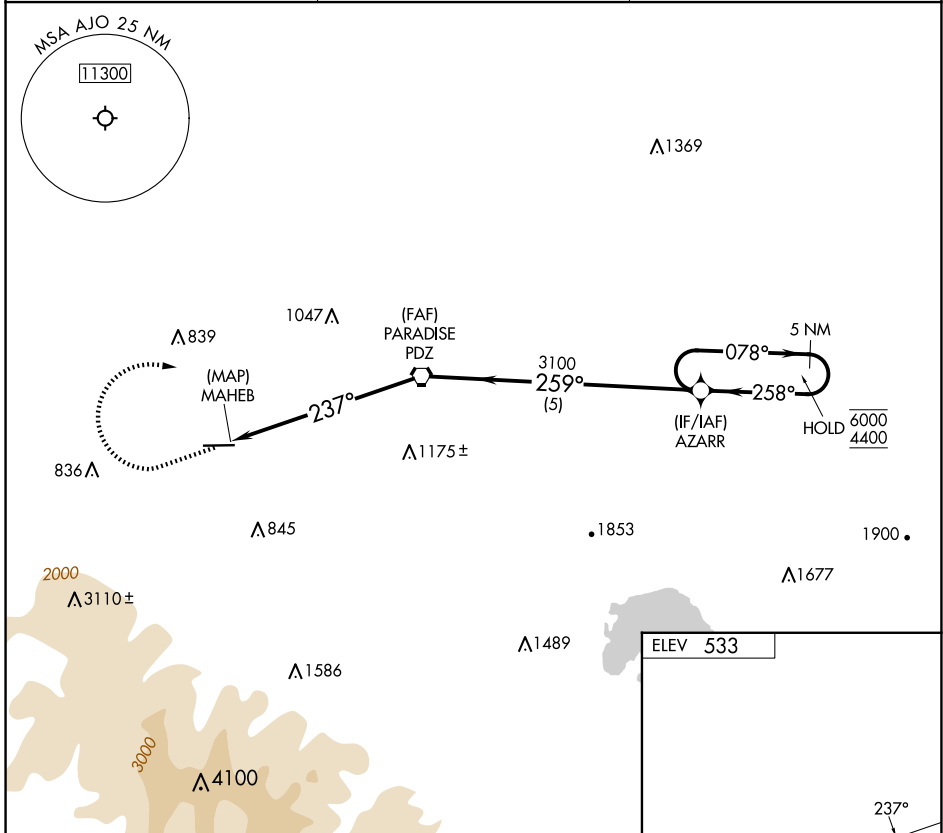 MSA AJO 25 NM
11300
1369
1047
839
(FAF)
PARADISE
PDZ
5 NM
(MAP)
MAHEB
3100
259°
(5)
078°
258°
237°
(IF/IAF)
AZARR
HOLD
6000
4400
1175±
836
845
1853
1900
2000
3110±
1677
1489
1586
ELEV 533
3000
4100
237°